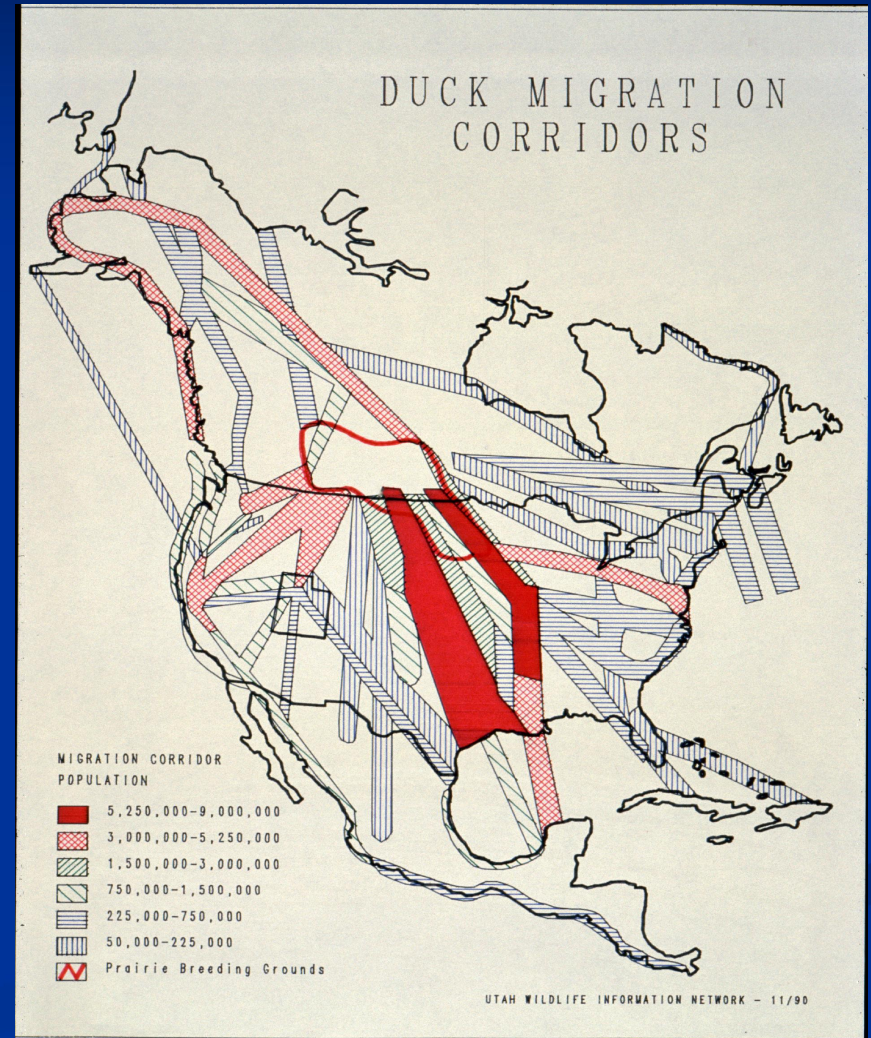 DUCK MIGRATION
CORRIDORS
MIGRATION CORRIDOR
POPULATION
5,250,000-9,000,000
3,000,000-5,250,000
1,500,000-3,000,000
750,000-1,500,000
225,000-750,000
50,000-225,000
Prairie Breeding Grounds
UTAH WILDLIFE INFORMATION NETWORK - 11/90